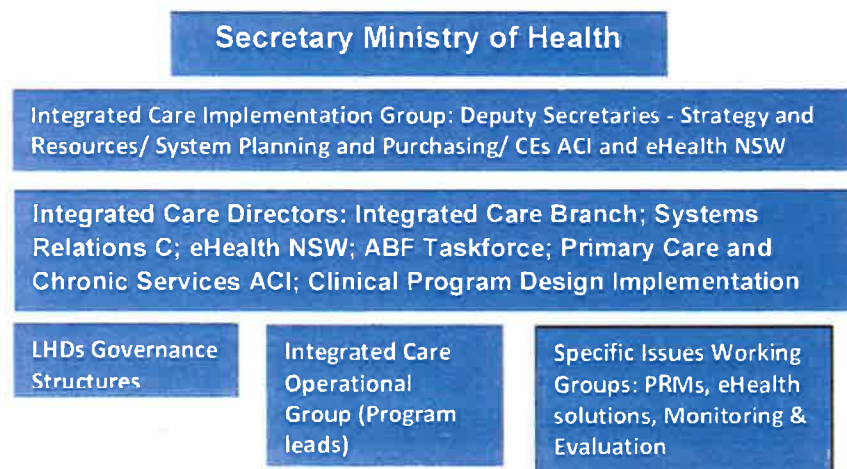 Secretary Ministry of Health
Integrated Care Implementation Group: Deputy Secretaries - Strategy and
Resources/ System Planning and Purchasing/ CEs ACI and eHealth NSW
Integrated Care Directors: Integrated Care Branch; Systems
Relations C; eHealth NSW; ABF Taskforce; Primary Care and
Chronic Services ACI; Clinical Program Design Implementation
LHDs Governance
Structures
Integrated Care
Operational
Group (Program
leads)
Specific Issues Working
Groups: PRMs, eHealth
solutions, Monitoring &
Evaluation